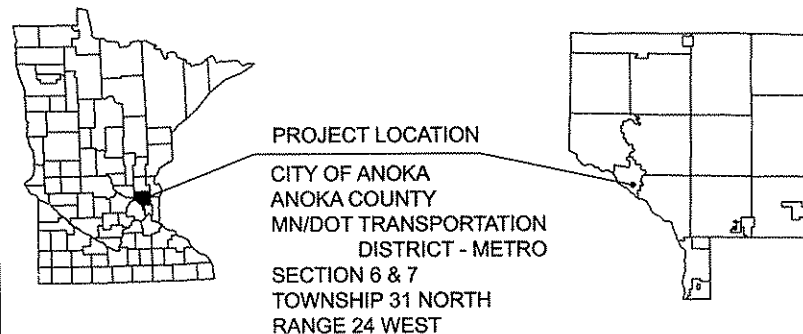 PROJECT LOCATION
CITY OF ANOKA
ANOKA COUNTY
MN/DOT TRANSPORTATION
DISTRICT - METRO
SECTION 6 & 7
TOWNSHIP 31 NORTH
RANGE 24 WEST